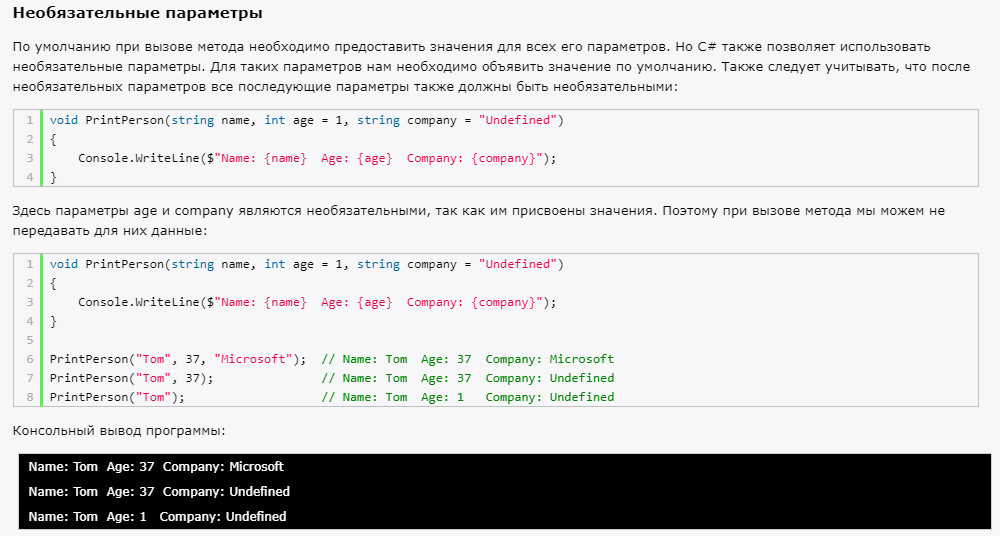 Необязательные параметры
По умолчанию при вызове метода необходимо предоставить значения для всех его параметров. Но C# также позволяет использовать
необязательные параметры. Для таких параметров нам необходимо объявить значение по умолчанию. Также следует учитывать, что после
необязательных параметров все последующие параметры также должны быть необязательными:
1 void PrintPerson(string name, int age = 1, string company = "Undefined")
2 {
3     Console.WriteLine($"Name: {name}  Age: {age}  Company: {company}");
4 }
Здесь параметры age и company являются необязательными, так как им присвоены значения. Поэтому при вызове метода мы можем не
передавать для них данные:
1 void PrintPerson(string name, int age = 1, string company = "Undefined")
2 {
3     Console.WriteLine($"Name: {name}  Age: {age}  Company: {company}");
4 }
5
6 PrintPerson("Tom", 37, "Microsoft");  // Name: Tom  Age: 37  Company: Microsoft
7 PrintPerson("Tom", 37);               // Name: Tom  Age: 37  Company: Undefined
8 PrintPerson("Tom");                   // Name: Tom  Age: 1   Company: Undefined
Консольный вывод программы:
Name: Tom  Age: 37  Company: Microsoft
Name: Tom  Age: 37  Company: Undefined
Name: Tom  Age: 1   Company: Undefined